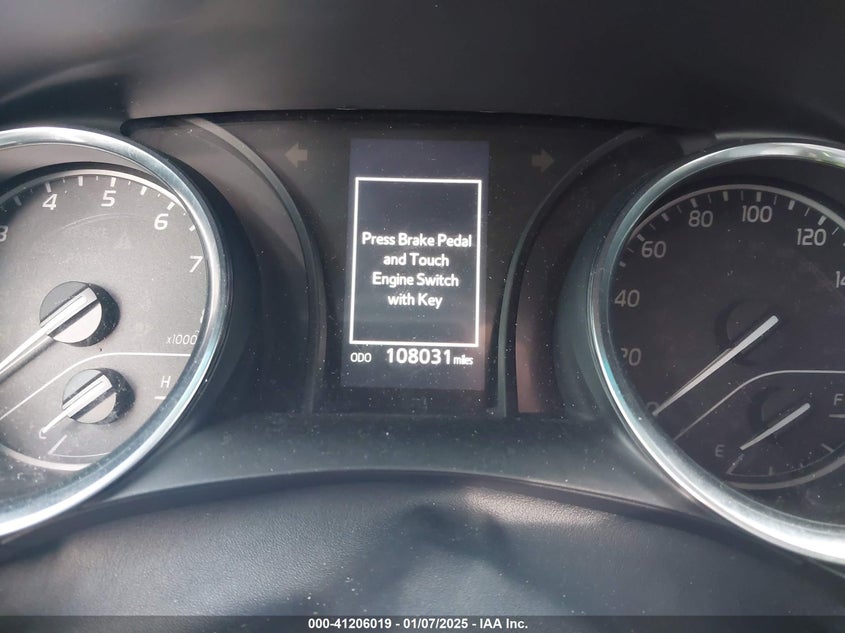 3 4 5 6 7
x1000
H
C
Press Brake Pedal
and Touch
Engine Switch
with Key
ODO 108031 miles
20 40 60 80 100 120
E F
000-41206019 - 01/07/2025 - IAA Inc.